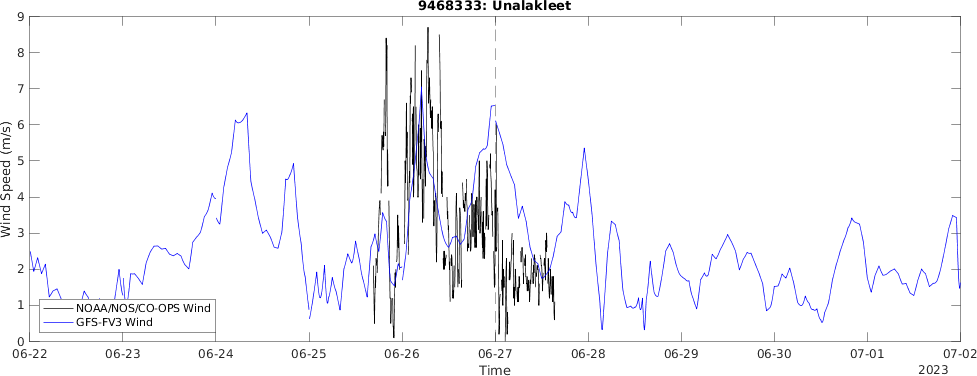 9468333: Unalakleet
Wind Speed (m/s)
9
8
7
6
5
4
3
2
1
0
NOAA/NOS/CO-OPS Wind
GFS-FV3 Wind
06-22 06-23 06-24 06-25 06-26 06-27 06-28 06-29 06-30 07-01 07-02
Time
2023